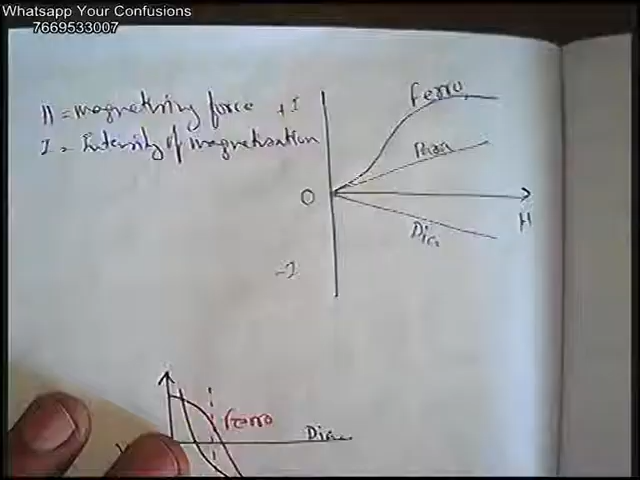 Whatsapp Your Confusions
7669533007
H = magnetising force
I = Intensity of magnetisation
+I
Ferro
Para
O
H
Dia
-I
Ferro
Dia